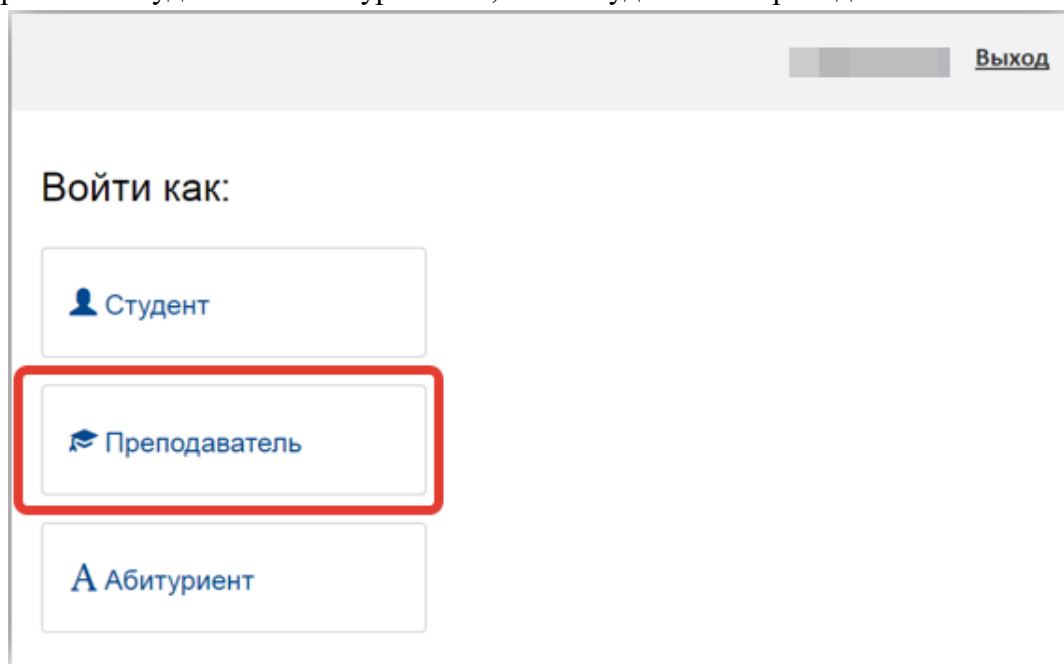 Выход
Войти как:
Студент
Преподаватель
Абитуриент